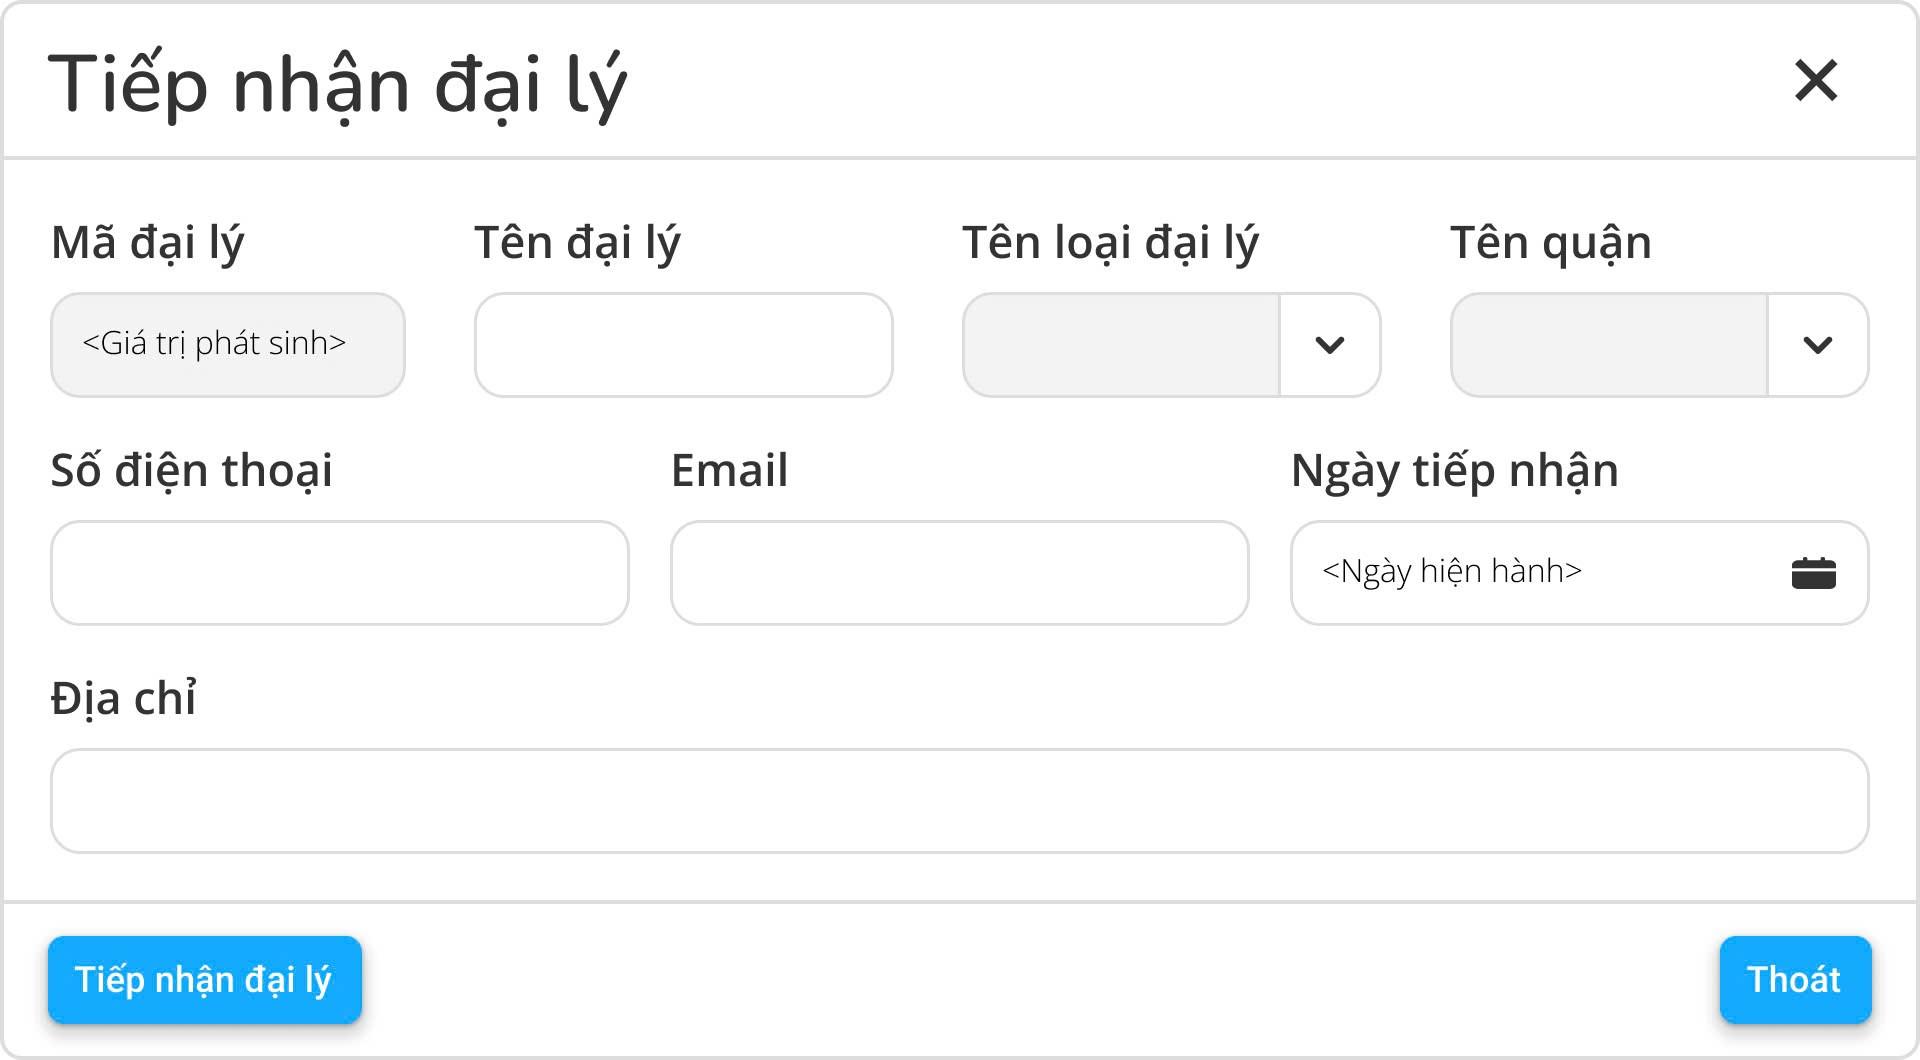 Tiếp nhận đại lý
Mã đại lý
Tên đại lý
Tên loại đại lý
Tên quận
<Giá trị phát sinh>
Số điện thoại
Email
Ngày tiếp nhận
<Ngày hiện hành>
Địa chỉ
Tiếp nhận đại lý
Thoát